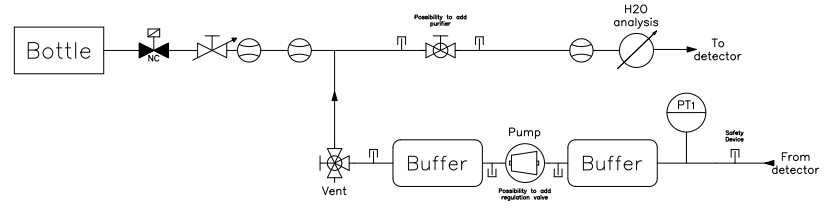 H2O
analysis
Possibility to add
purifier
Bottle
NC
To
detector
PT1
Safety
Device
Pump
Buffer
Buffer
From
detector
Vent
Possibility to add
regulation valve